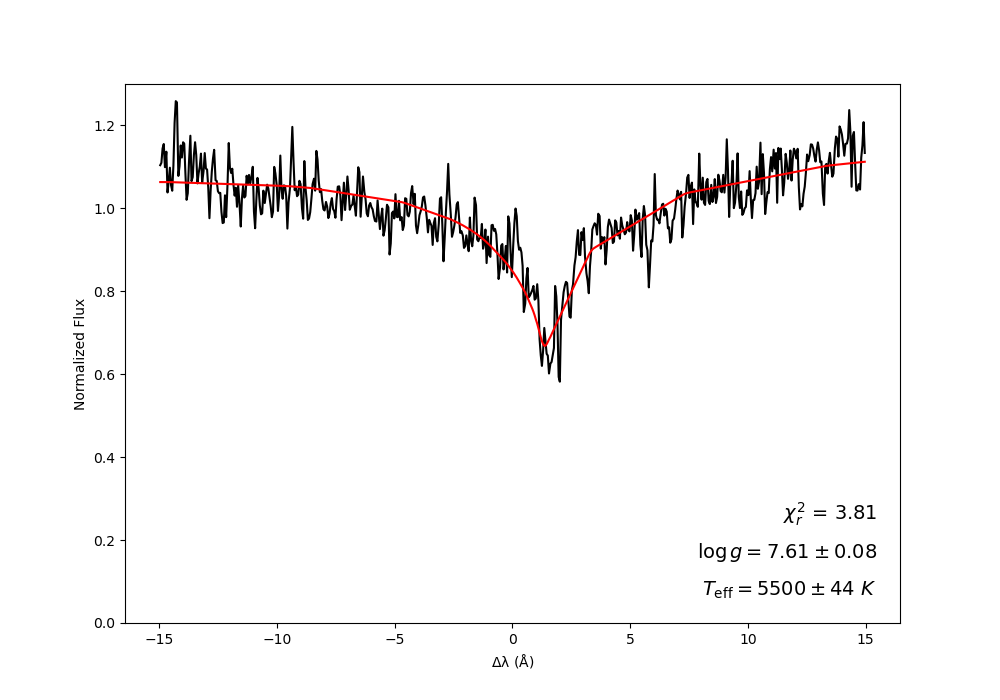 1.2
1.0
0.8
0.6
0.4
0.2
0.0
Normalized Flux
χ²ᵣ = 3.81
log g = 7.61 ± 0.08
T_eff = 5500 ± 44 K
−15 −10 −5 0 5 10 15
Δλ (Å)